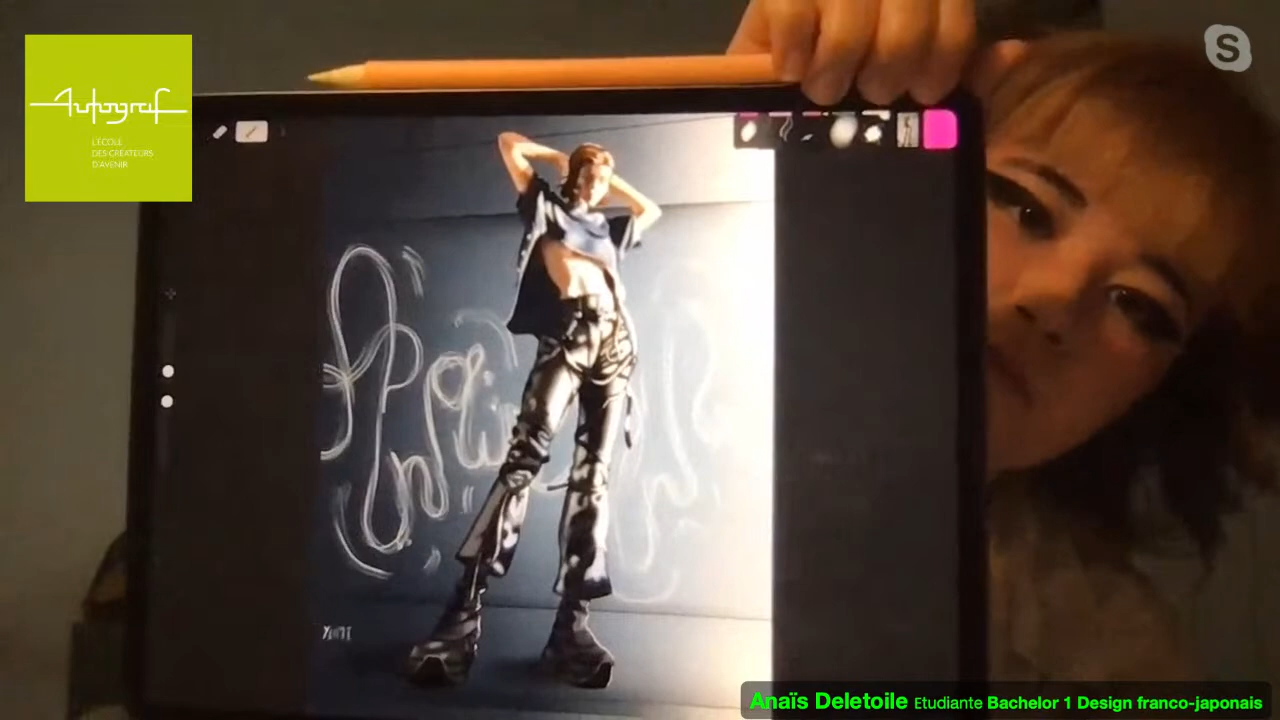 Autograf
L'ÉCOLE
DES CRÉATEURS
D'AVENIR
S
Anaïs Deletoile Etudiante Bachelor 1 Design franco-japonais